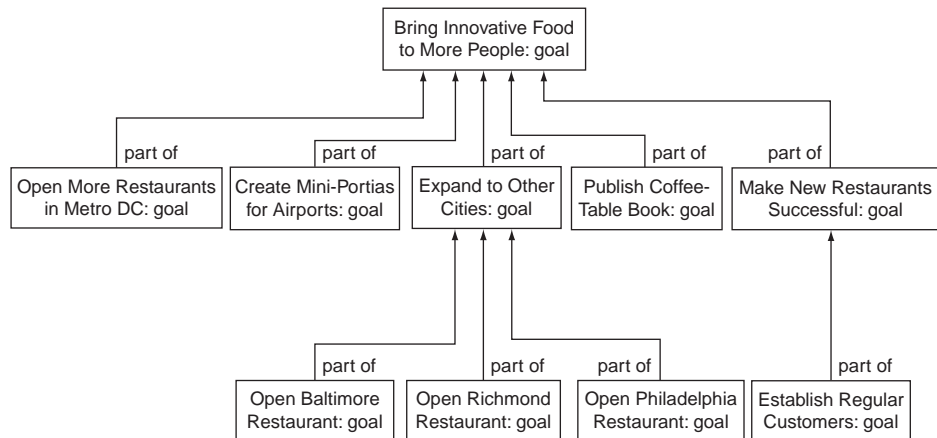 Bring Innovative Food
to More People: goal
part of
part of
part of
part of
part of
Open More Restaurants
in Metro DC: goal
Create Mini-Portias
for Airports: goal
Expand to Other
Cities: goal
Publish Coffee-
Table Book: goal
Make New Restaurants
Successful: goal
part of
part of
part of
part of
Open Baltimore
Restaurant: goal
Open Richmond
Restaurant: goal
Open Philadelphia
Restaurant: goal
Establish Regular
Customers: goal